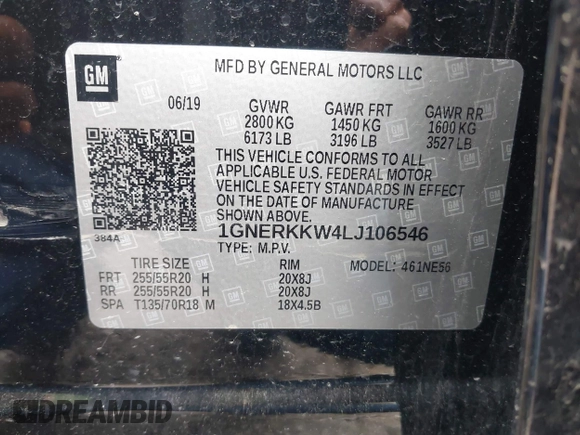 GM
MFD BY GENERAL MOTORS LLC
06/19 GVWR GAWR FRT GAWR RR
2800 KG 1450 KG 1600 KG
6173 LB 3196 LB 3527 LB
THIS VEHICLE CONFORMS TO ALL
APPLICABLE U.S. FEDERAL MOTOR
VEHICLE SAFETY STANDARDS IN EFFECT
ON THE DATE OF MANUFACTURE
SHOWN ABOVE.
384A
1GNERKKW4LJ106546
TYPE: M.P.V.
TIRE SIZE RIM MODEL: 461NE56
FRT 255/55R20 H 20X8J
RR 255/55R20 H 20X8J
SPA T135/70R18 M 18X4.5B
DREAMBID